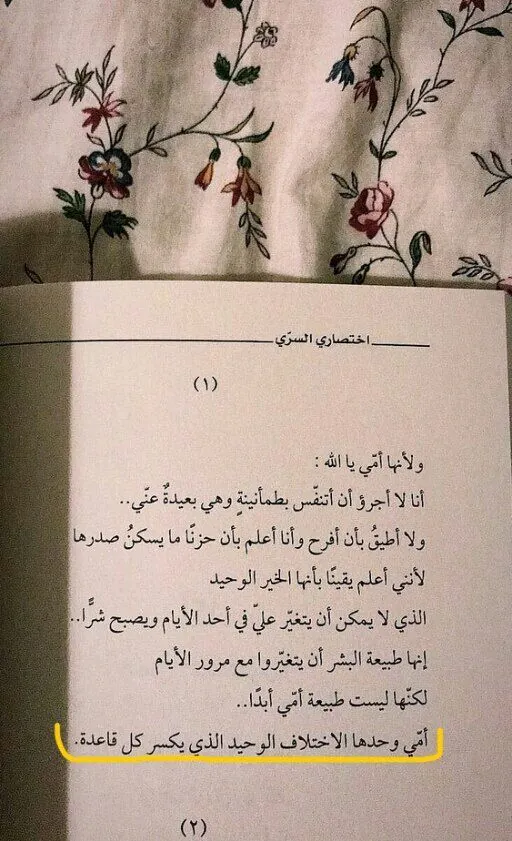 اختصاري السرّي
(١)
ولأنها أمّي يا الله :
أنا لا أجرؤ أن أتنفّس بطمأنينةٍ وهي بعيدةٌ عنّي..
ولا أطيقُ بأن أفرح وأنا أعلم بأن حزنًا ما يسكنُ صدرها
لأنني أعلم يقينًا بأنها الخير الوحيد
الذي لا يمكن أن يتغيّر عليّ في أحد الأيام ويصبح شرًّا..
إنها طبيعة البشر أن يتغيّروا مع مرور الأيام
لكنّها ليست طبيعة أمّي أبدًا..
أمّي وحدها الاختلاف الوحيد الذي يكسر كل قاعدة.
(٢)